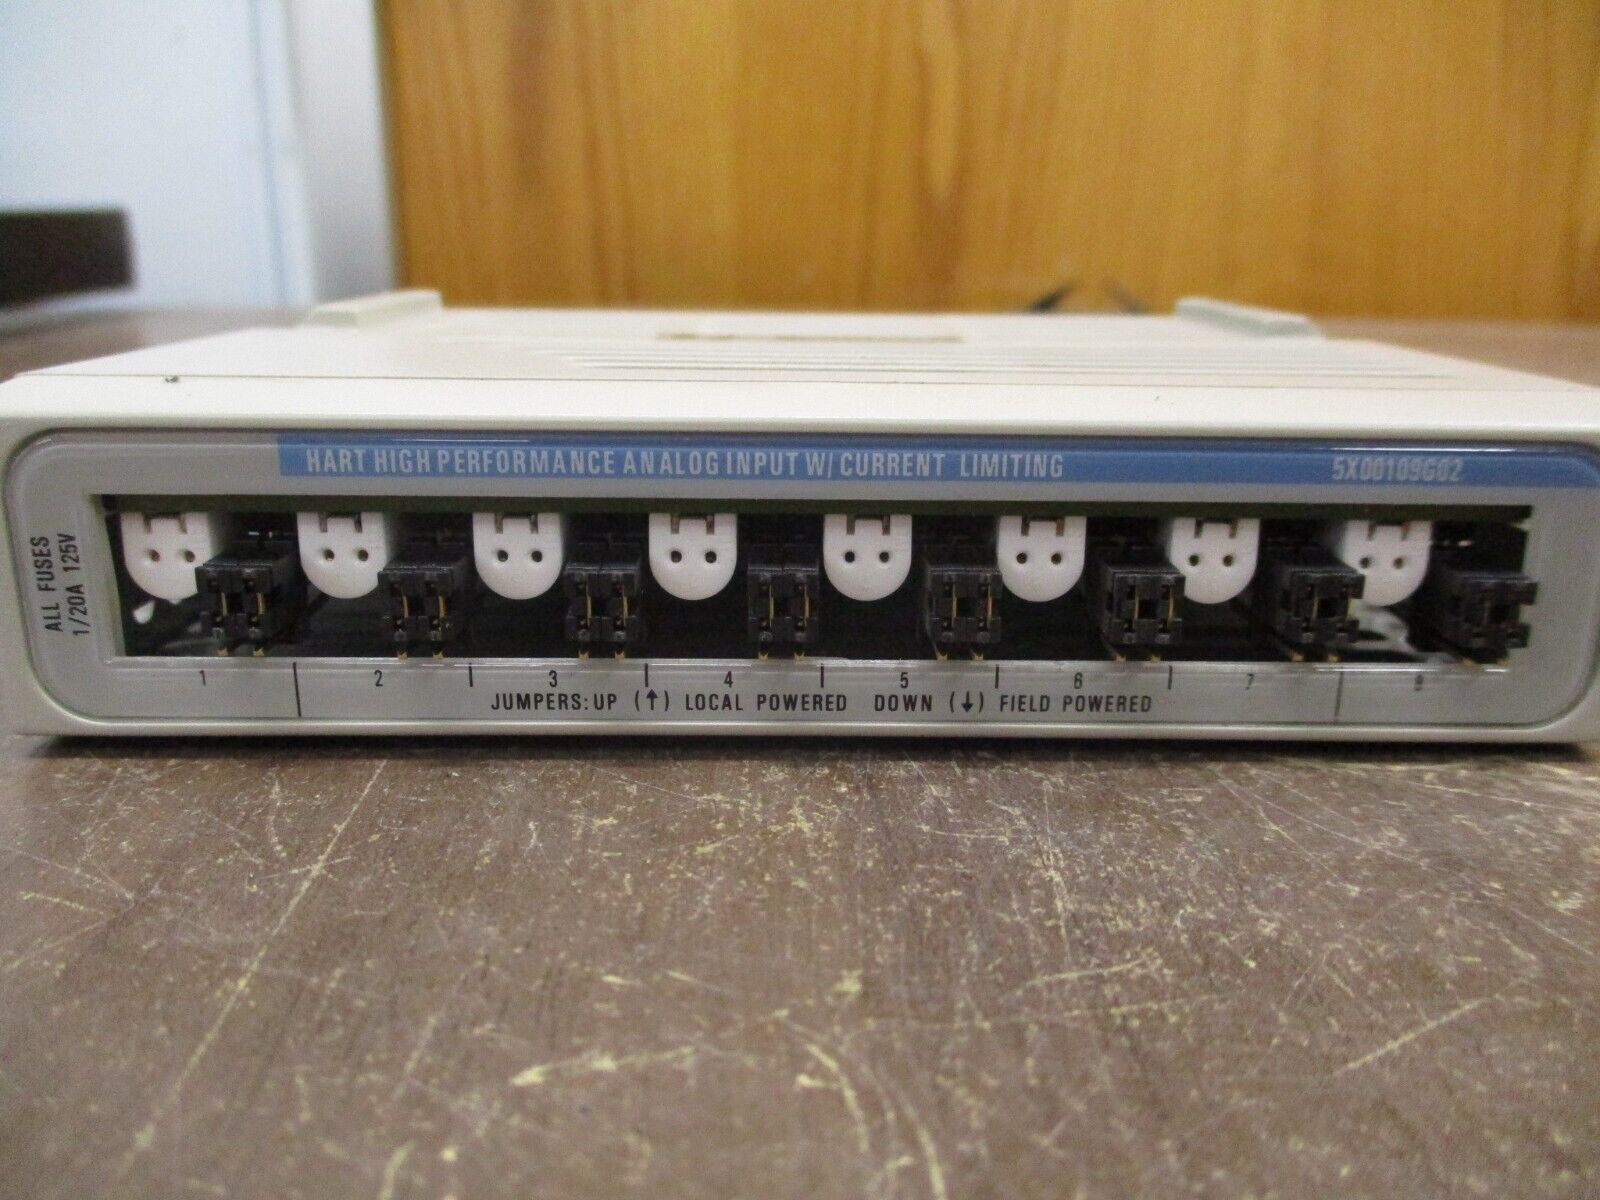 HART HIGH PERFORMANCE ANALOG INPUT W/ CURRENT LIMITING 5X00109G02
ALL FUSES
1/20A 125V
1 2 3 4 5 6 7 8
JUMPERS: UP (↑) LOCAL POWERED DOWN (↓) FIELD POWERED